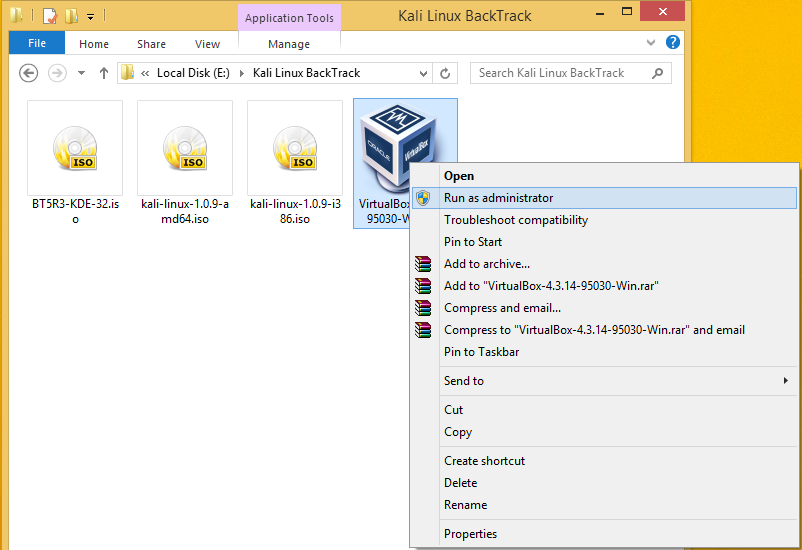 Application Tools
Kali Linux BackTrack
File
Home
Share
View
Manage
« Local Disk (E:)
Kali Linux BackTrack
Search Kali Linux BackTrack
ISO
ISO
ISO
ORACLE
VirtualBox
BT5R3-KDE-32.is
o
kali-linux-1.0.9-a
md64.iso
kali-linux-1.0.9-i3
86.iso
VirtualBox
95030-W
Open
Run as administrator
Troubleshoot compatibility
Pin to Start
Add to archive...
Add to "VirtualBox-4.3.14-95030-Win.rar"
Compress and email...
Compress to "VirtualBox-4.3.14-95030-Win.rar" and email
Pin to Taskbar
Send to
Cut
Copy
Create shortcut
Delete
Rename
Properties